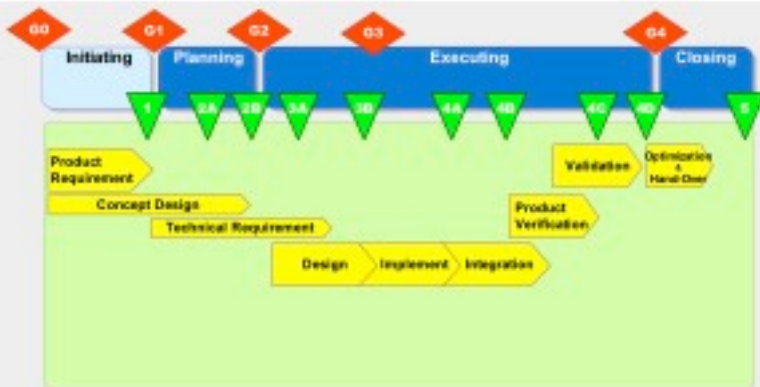 G0 G1 G2 G3 G4
Initiating Planning Executing Closing
1 2A 2B 3A 3B 4A 4B 4C 4D 5
Product
Requirement
Validation
Optimization
&
Hand-Over
Concept Design
Product
Verification
Technical Requirement
Design Implement Integration